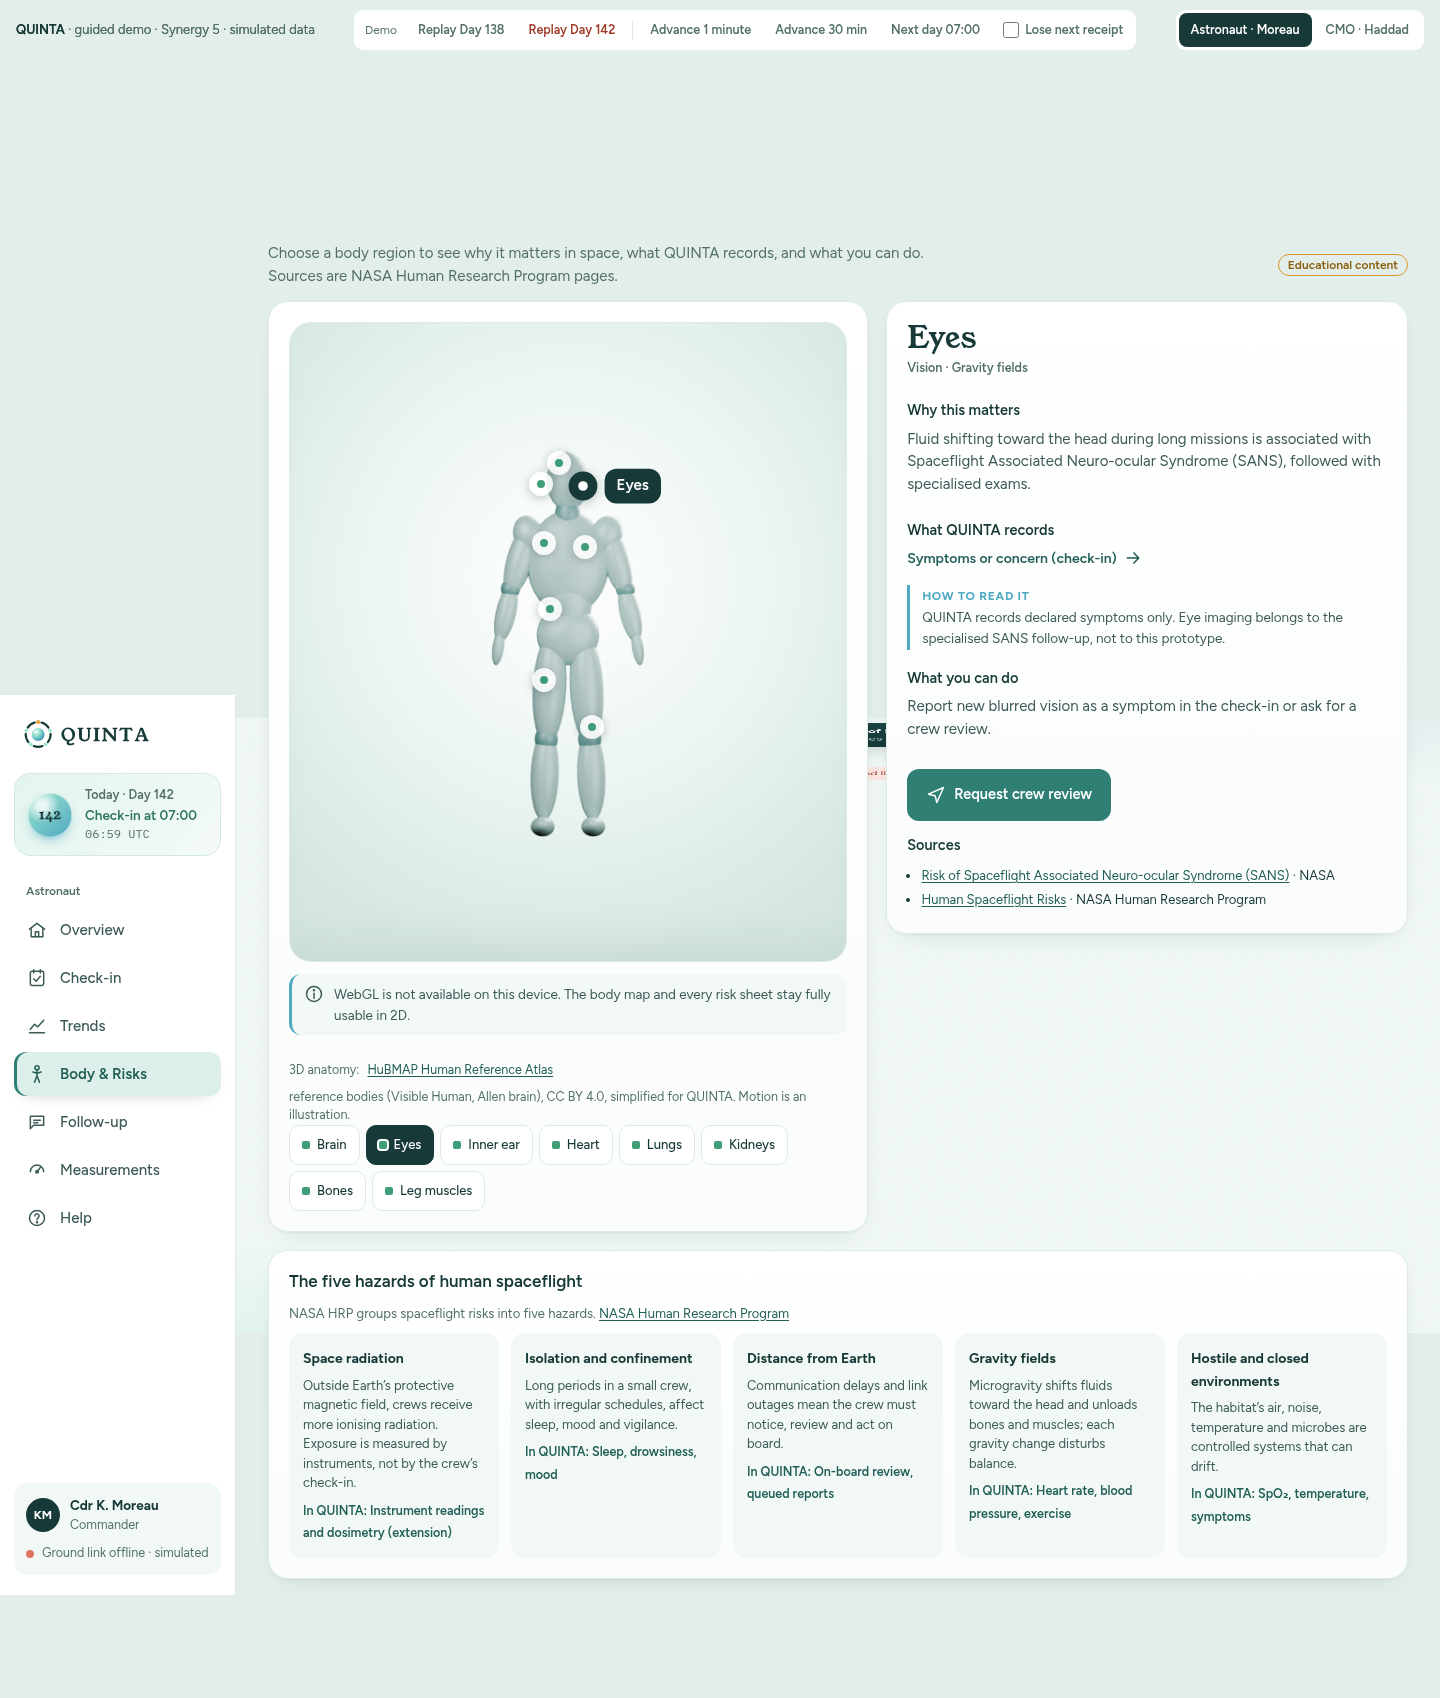 QUINTA · guided demo · Synergy 5 · simulated data
Demo
Replay Day 138
Replay Day 142
Advance 1 minute
Advance 30 min
Next day 07:00
Lose next receipt
Astronaut · Moreau
CMO · Haddad
Choose a body region to see why it matters in space, what QUINTA records, and what you can do.
Sources are NASA Human Research Program pages.
Educational content
Eyes
Eyes
Vision · Gravity fields
Why this matters
Fluid shifting toward the head during long missions is associated with
Spaceflight Associated Neuro-ocular Syndrome (SANS), followed with
specialised exams.
What QUINTA records
Symptoms or concern (check-in)
HOW TO READ IT
QUINTA records declared symptoms only. Eye imaging belongs to the
specialised SANS follow-up, not to this prototype.
What you can do
Report new blurred vision as a symptom in the check-in or ask for a
crew review.
Request crew review
Sources
Risk of Spaceflight Associated Neuro-ocular Syndrome (SANS) · NASA
Human Spaceflight Risks · NASA Human Research Program
QUINTA
142
Today · Day 142
Check-in at 07:00
06:59 UTC
Astronaut
Overview
Check-in
Trends
Body & Risks
Follow-up
Measurements
Help
KM
Cdr K. Moreau
Commander
Ground link offline · simulated
WebGL is not available on this device. The body map and every risk sheet stay fully
usable in 2D.
3D anatomy: HuBMAP Human Reference Atlas
reference bodies (Visible Human, Allen brain), CC BY 4.0, simplified for QUINTA. Motion is an
illustration.
Brain
Eyes
Inner ear
Heart
Lungs
Kidneys
Bones
Leg muscles
The five hazards of human spaceflight
NASA HRP groups spaceflight risks into five hazards. NASA Human Research Program
Space radiation
Outside Earth's protective
magnetic field, crews receive
more ionising radiation.
Exposure is measured by
instruments, not by the crew's
check-in.
In QUINTA: Instrument readings
and dosimetry (extension)
Isolation and confinement
Long periods in a small crew,
with irregular schedules, affect
sleep, mood and vigilance.
In QUINTA: Sleep, drowsiness,
mood
Distance from Earth
Communication delays and link
outages mean the crew must
notice, review and act on
board.
In QUINTA: On-board review,
queued reports
Gravity fields
Microgravity shifts fluids
toward the head and unloads
bones and muscles; each
gravity change disturbs
balance.
In QUINTA: Heart rate, blood
pressure, exercise
Hostile and closed
environments
The habitat's air, noise,
temperature and microbes are
controlled systems that can
drift.
In QUINTA: SpO₂, temperature,
symptoms